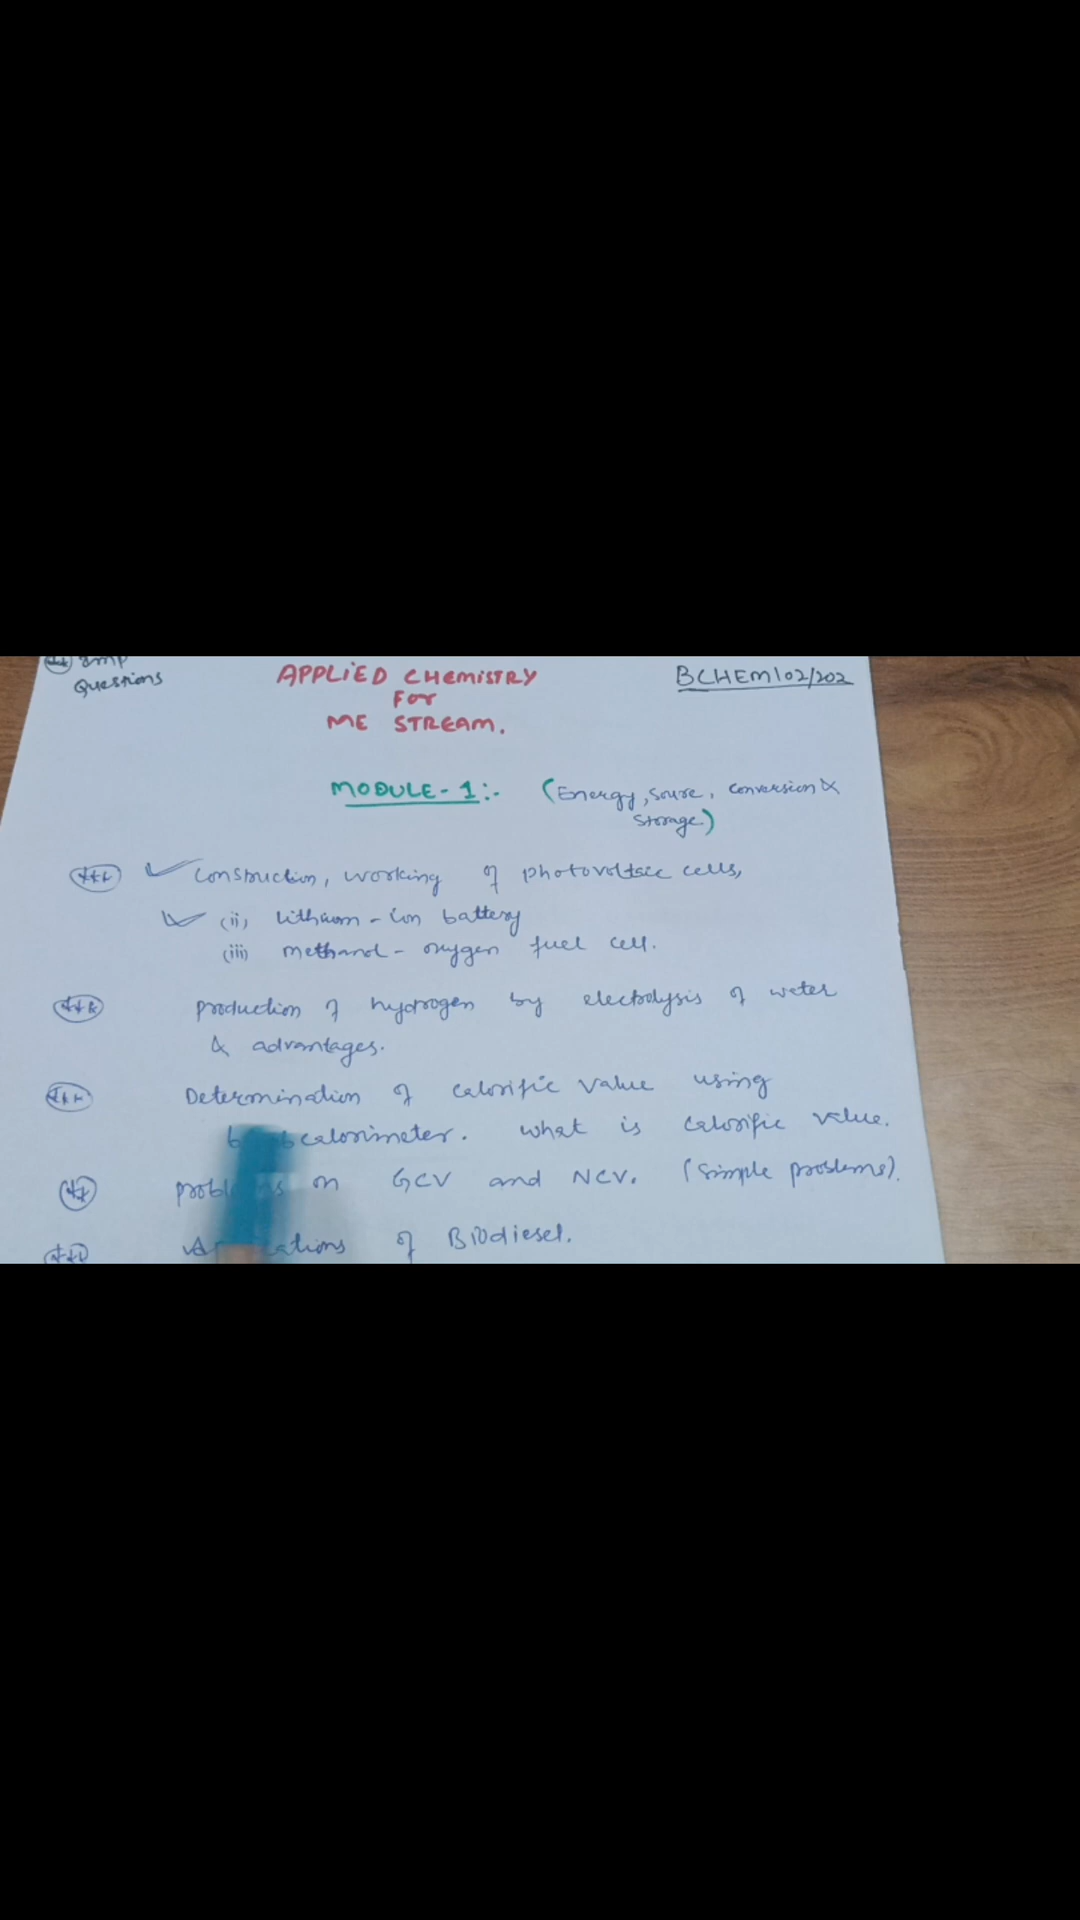 Imp
Questions
APPLIED CHEMISTRY
For
ME STREAM.
BCHEM102/202
MODULE-1:- (Energy, Sourse, Conversion &
Storage.)
*** Construction, working of photovoltaic cells,
(ii) Lithium-ion battery
(iii) methanol-oxygen fuel cell.
*** production of hydrogen by electrolysis of water
& advantages.
*** Determination of calorific value using
calorimeter. what is calorific value.
** on GCV and NCV. (simple problems).
*** of Biodiesel.